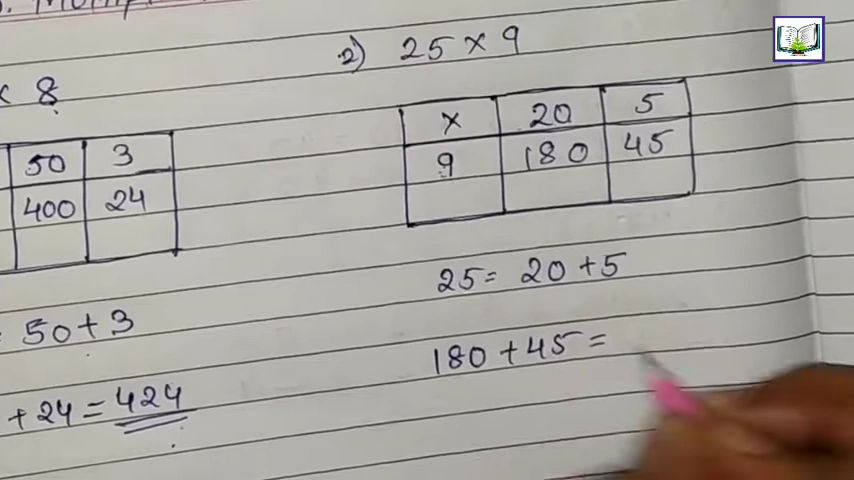 2) 25 × 9
× 8
× 20 5
9 180 45
50 3
400 24
25 = 20 + 5
= 50 + 3
180 + 45 =
+ 24 = 424